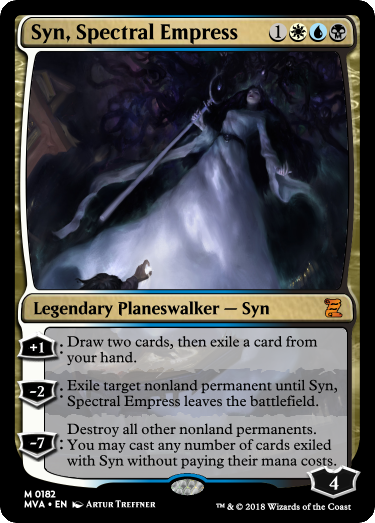 Syn, Spectral Empress 1
Legendary Planeswalker — Syn
+1: Draw two cards, then exile a card from
your hand.
-2: Exile target nonland permanent until Syn,
Spectral Empress leaves the battlefield.
-7: Destroy all other nonland permanents.
You may cast any number of cards exiled
with Syn without paying their mana costs.
4
M 0182
MVA • EN Artur Treffner ™ & © 2018 Wizards of the Coast